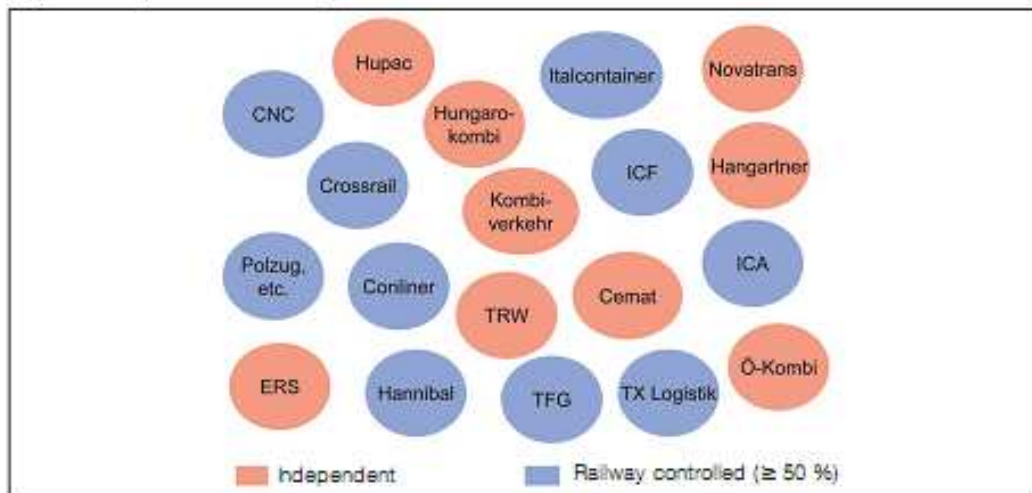 Hupac
Italcontainer
Novatrans
CNC
Hungaro-
kombi
Crossrail
ICF
Hangartner
Kombi-
verkehr
Polzug,
etc.
Conliner
ICA
TRW
Cemat
Ö-Kombi
ERS
Hannibal
TFG
TX Logistik
Independent
Railway controlled (≥ 50 %)